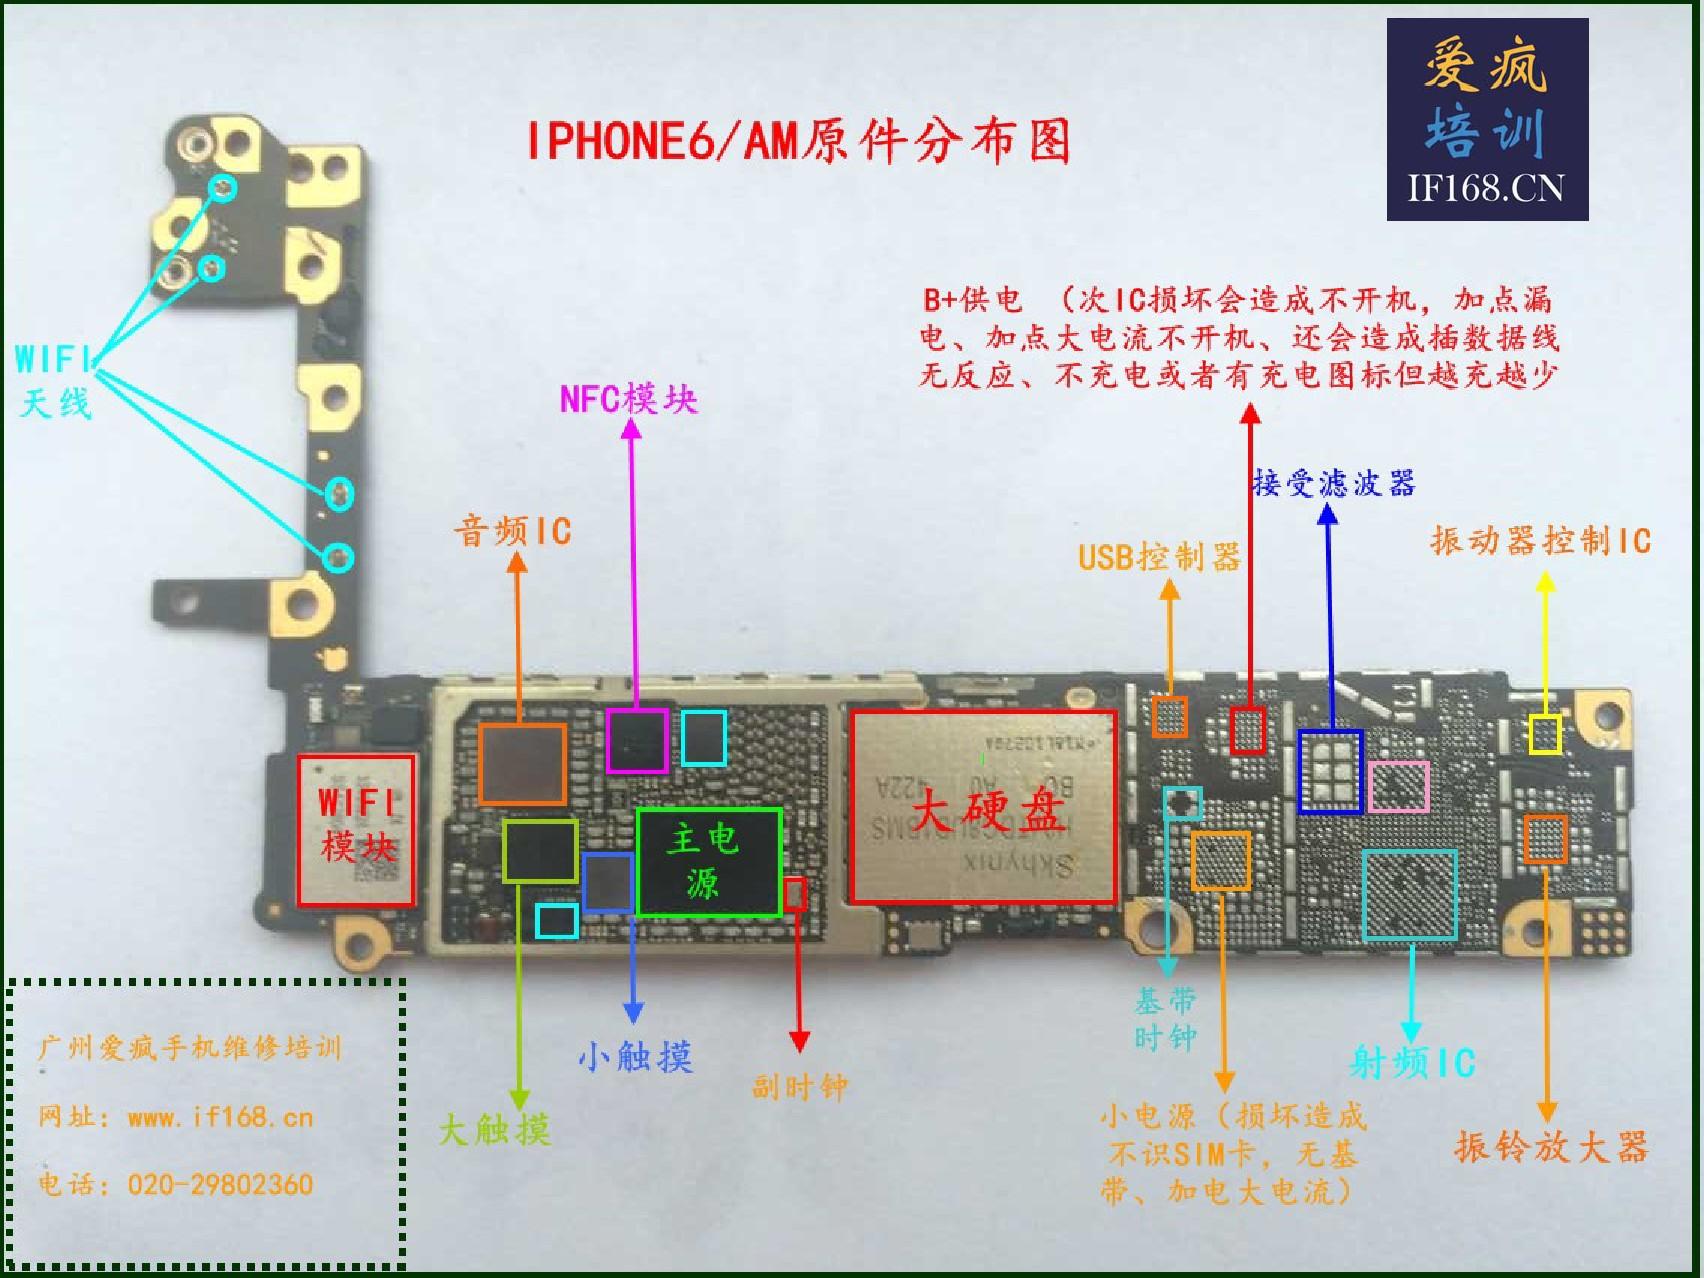 爱疯
培训
IF168.CN
IPHONE6/AM原件分布图
B+供电 （次IC损坏会造成不开机，加点漏
电、加点大电流不开机、还会造成插数据线
无反应、不充电或者有充电图标但越充越少
WIFI
天线
NFC模块
接受滤波器
音频IC
USB控制器
振动器控制IC
WIFI
模块
主电
源
422A
大硬盘
SKhynix
基带
时钟
小触摸
射频IC
副时钟
大触摸
小电源（损坏造成
不识SIM卡，无基
带、加电大电流）
振铃放大器
广州爱疯手机维修培训
网址：www.if168.cn
电话：020-29802360